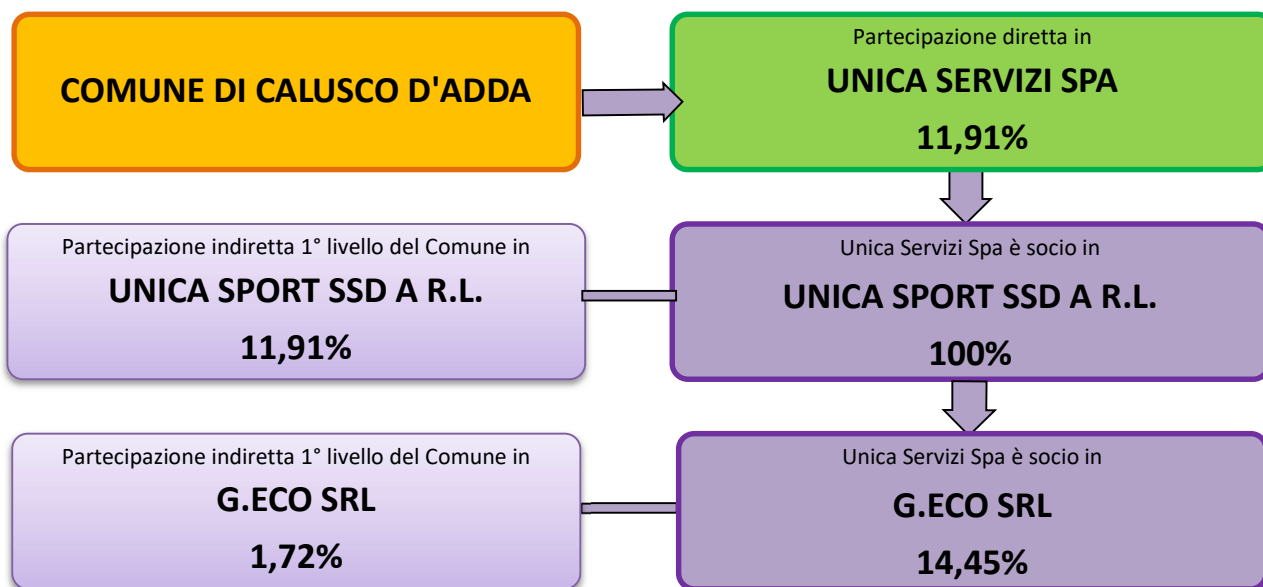 COMUNE DI CALUSCO D'ADDA
Partecipazione diretta in
UNICA SERVIZI SPA
11,91%
Partecipazione indiretta 1° livello del Comune in
UNICA SPORT SSD A R.L.
11,91%
Unica Servizi Spa è socio in
UNICA SPORT SSD A R.L.
100%
Partecipazione indiretta 1° livello del Comune in
G.ECO SRL
1,72%
Unica Servizi Spa è socio in
G.ECO SRL
14,45%